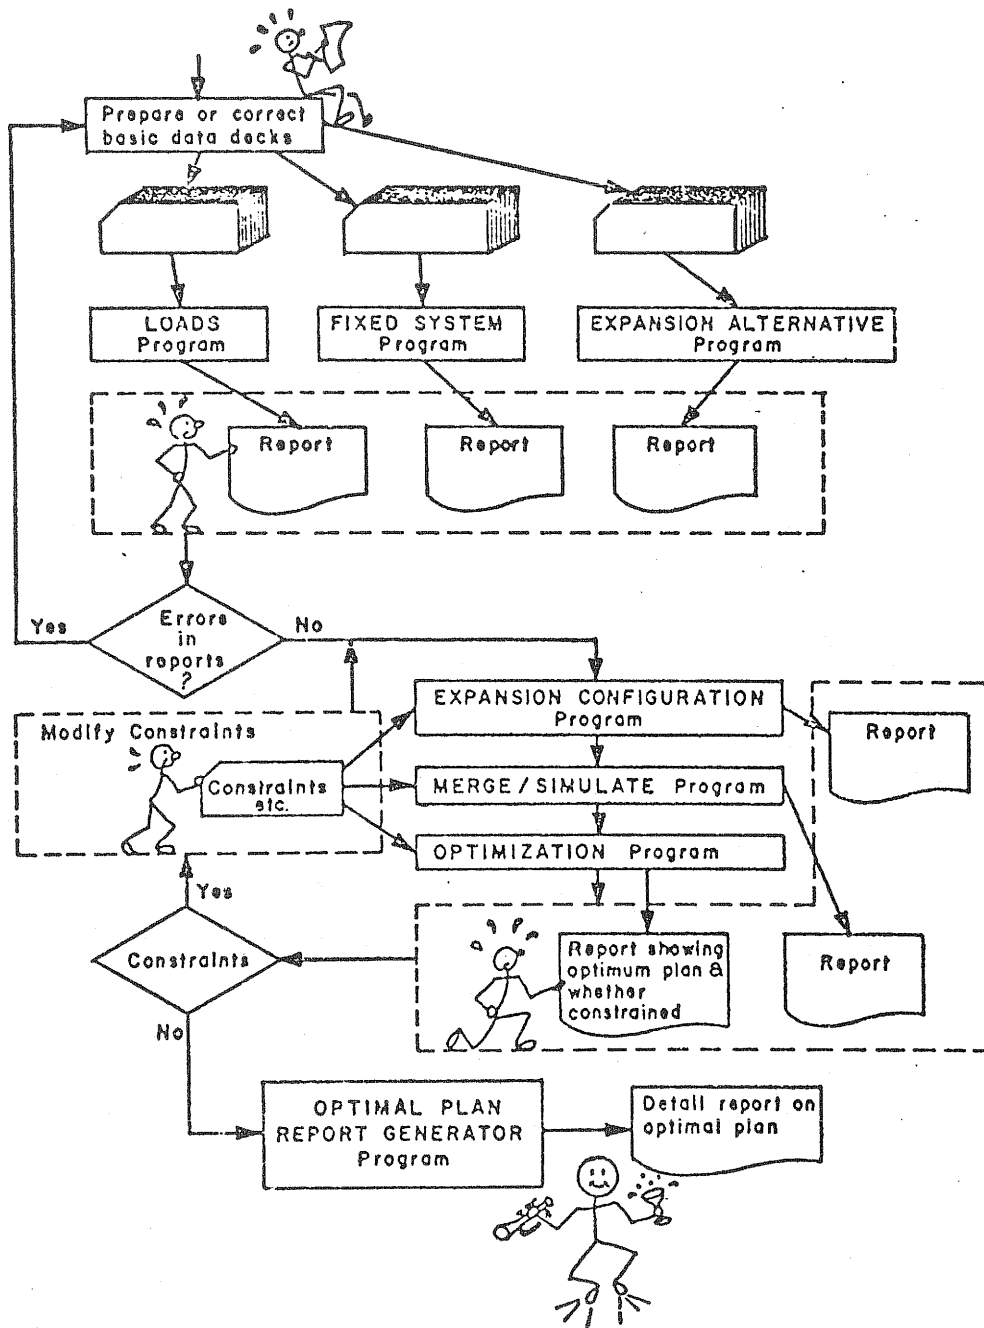 Prepare or correct
basic data decks
LOADS
Program
FIXED SYSTEM
Program
EXPANSION ALTERNATIVE
Program
Report
Report
Report
Errors
in
reports
?
Yes
No
EXPANSION CONFIGURATION
Program
Report
Modify Constraints
Constraints
etc.
MERGE/SIMULATE Program
OPTIMIZATION Program
Yes
Constraints
No
Report showing
optimum plan &
whether
constrained
Report
OPTIMAL PLAN
REPORT GENERATOR
Program
Detail report on
optimal plan